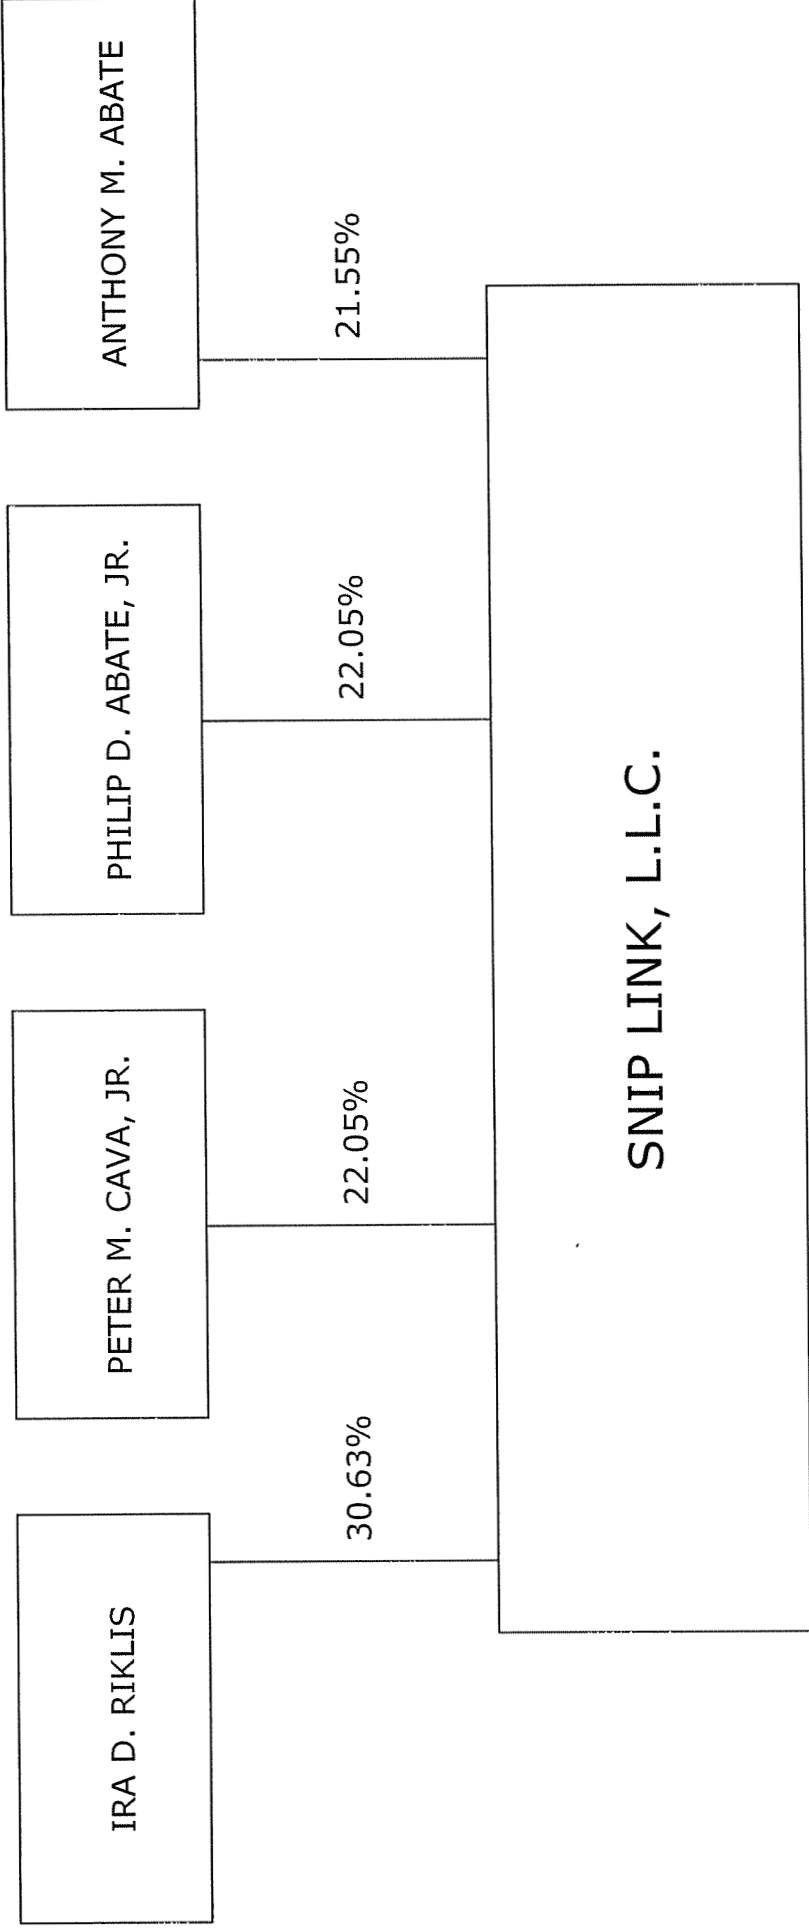 IRA D. RIKLIS
PETER M. CAVA, JR.
PHILIP D. ABATE, JR.
ANTHONY M. ABATE
30.63%
22.05%
22.05%
21.55%
SNIP LINK, L.L.C.